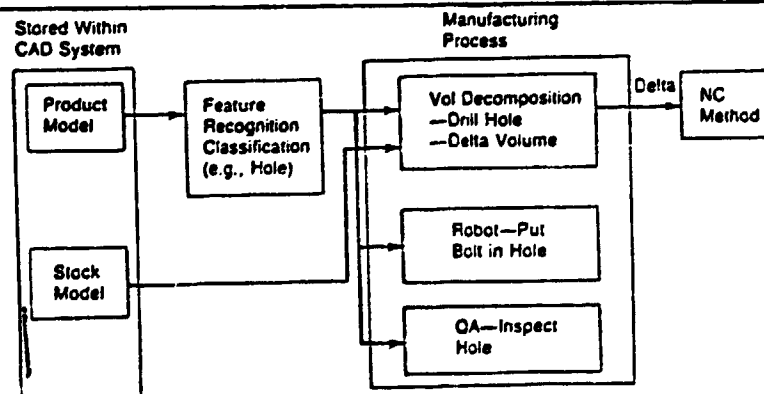 Stored Within
CAD System
Manufacturing
Process
Product
Model
Feature
Recognition
Classification
(e.g., Hole)
Vol Decomposition
—Drill Hole
—Delta Volume
Delta
NC
Method
Stock
Model
Robot—Put
Bolt in Hole
QA—Inspect
Hole